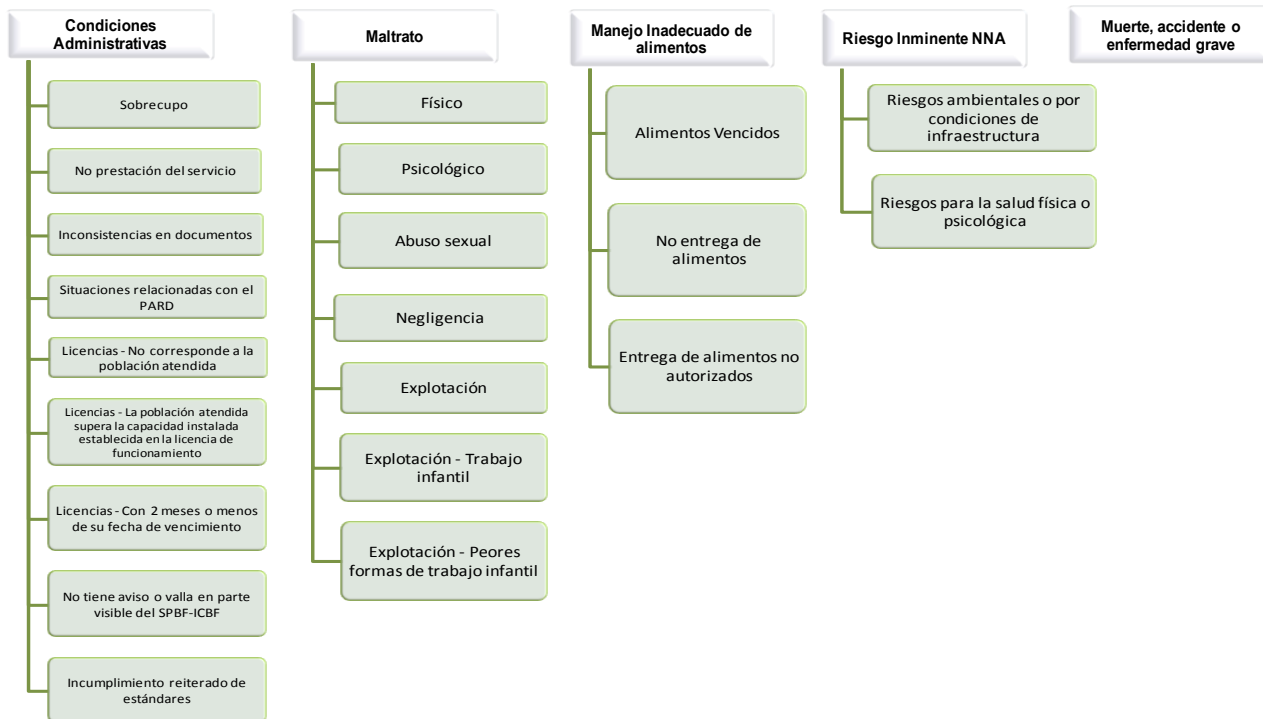 Condiciones
Administrativas
Sobrecupo
No prestación del servicio
Inconsistencias en documentos
Situaciones relacionadas con el
PARD
Licencias - No corresponde a la
población atendida
Licencias - La población atendida
supera la capacidad instalada
establecida en la licencia de
funcionamiento
Licencias - Con 2 meses o menos
de su fecha de vencimiento
No tiene aviso o valla en parte
visible del SPBF-ICBF
Incumplimiento reiterado de
estándares
Maltrato
Físico
Psicológico
Abuso sexual
Negligencia
Explotación
Explotación - Trabajo
infantil
Explotación - Peores
formas de trabajo infantil
Manejo Inadecuado de
alimentos
Alimentos Vencidos
No entrega de
alimentos
Entrega de alimentos no
autorizados
Riesgo Inminente NNA
Riesgos ambientales o por
condiciones de
infraestructura
Riesgos para la salud física o
psicológica
Muerte, accidente o
enfermedad grave